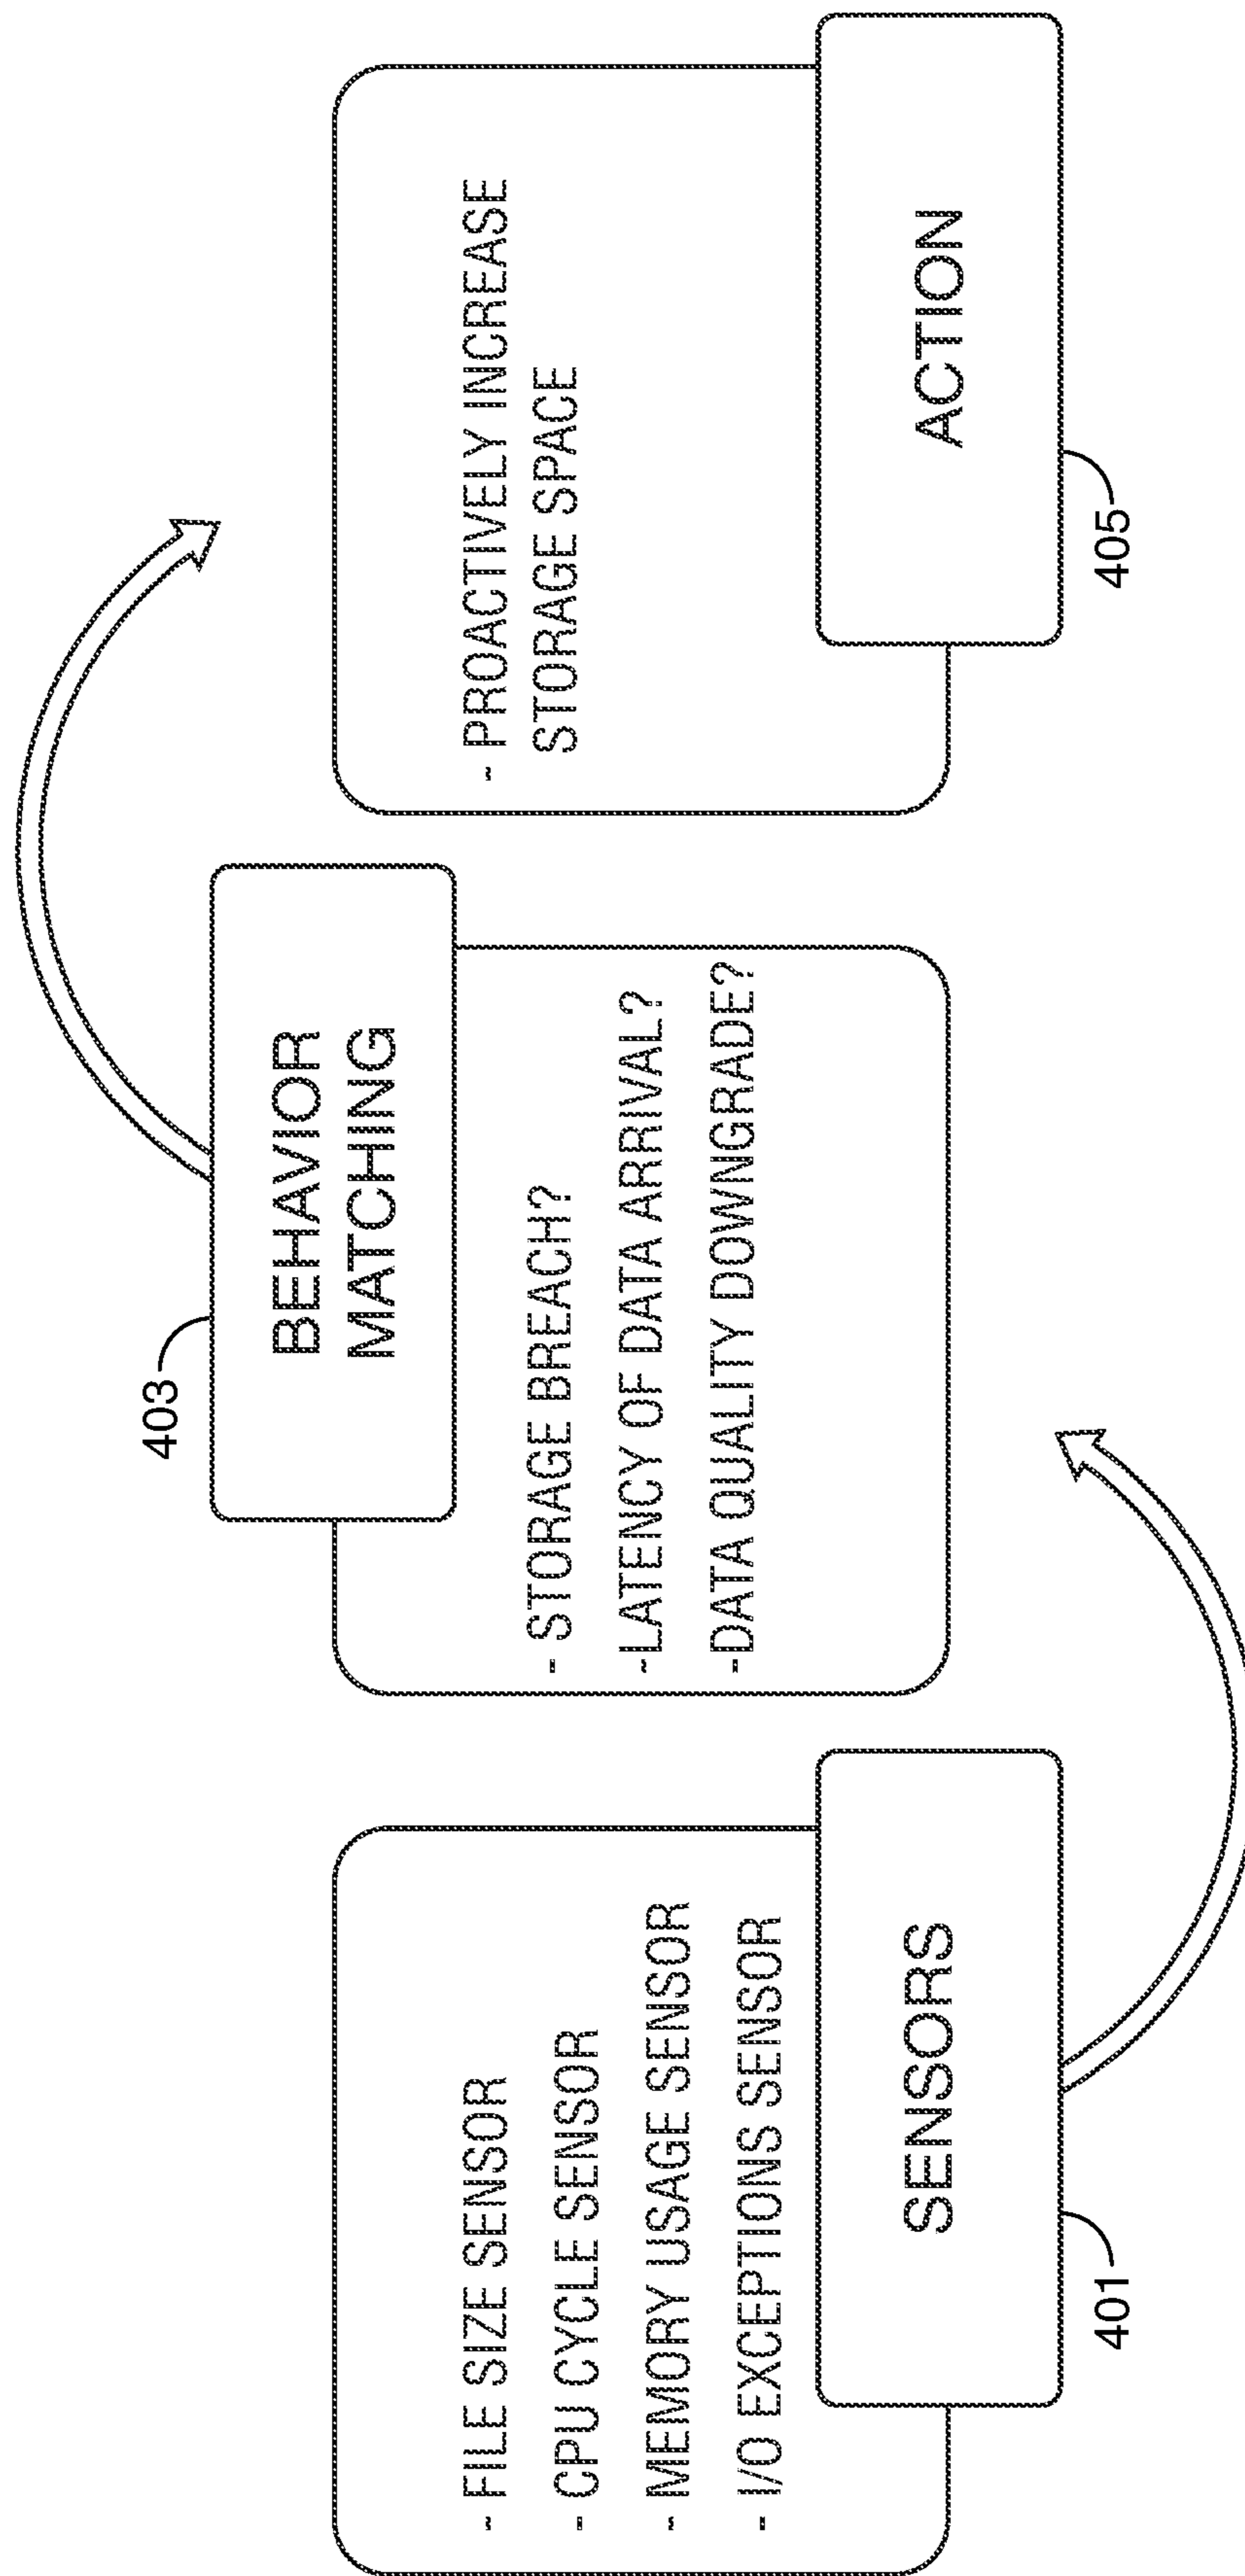 - FILE SIZE SENSOR
- CPU CYCLE SENSOR
- MEMORY USAGE SENSOR
- I/O EXCEPTIONS SENSOR
SENSORS
401
403
BEHAVIOR
MATCHING
- STORAGE BREACH?
- LATENCY OF DATA ARRIVAL?
- DATA QUALITY DOWNGRADE?
- PROACTIVELY INCREASE
STORAGE SPACE
ACTION
405